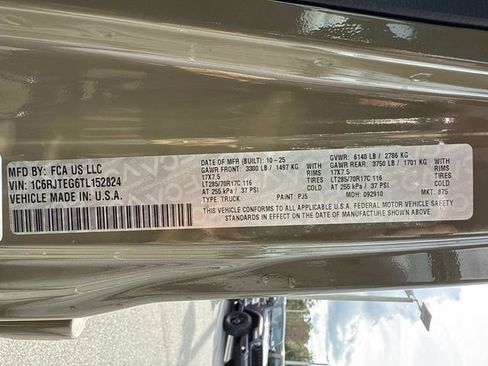 MFD BY: FCA US LLC
VIN: 1C6RJTEG6TL152824
VEHICLE MADE IN: U.S.A.
DATE OF MFR (BUILT): 10-25 GVWR: 6140 LB / 2786 KG
GAWR FRONT: 3300 LB / 1497 KG GAWR REAR: 3750 LB / 1701 KG
17X7.5 RIMS 17X7.5 RIMS
LT285/70R17C 116 TIRES LT285/70R17C 116 TIRES
AT 255 kPa / 37 PSI COLD AT 255 kPa / 37 PSI COLD
TYPE: TRUCK PAINT: PJ5 MDH: 092910 MKT: 875
THIS VEHICLE CONFORMS TO ALL APPLICABLE U.S.A. FEDERAL MOTOR VEHICLE SAFETY
STANDARDS IN EFFECT ON THE DATE OF MANUFACTURE SHOWN ABOVE